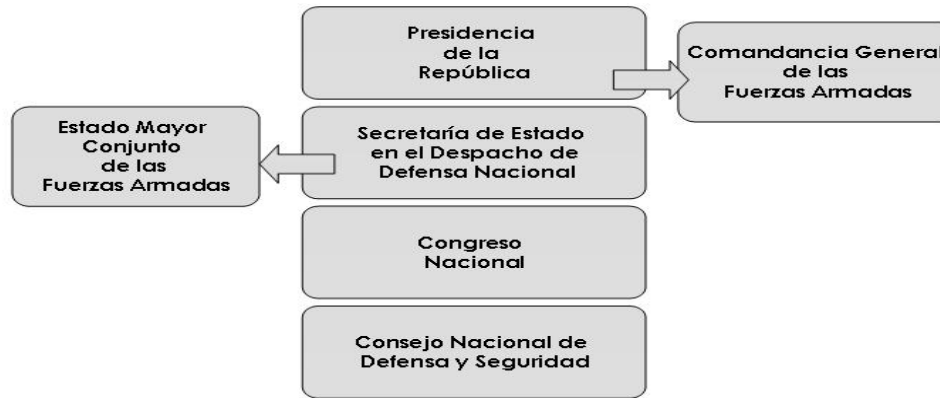 Presidencia
de la
República
Comandancia General
de las
Fuerzas Armadas
Estado Mayor
Conjunto
de las
Fuerzas Armadas
Secretaría de Estado
en el Despacho de
Defensa Nacional
Congreso
Nacional
Consejo Nacional de
Defensa y Seguridad